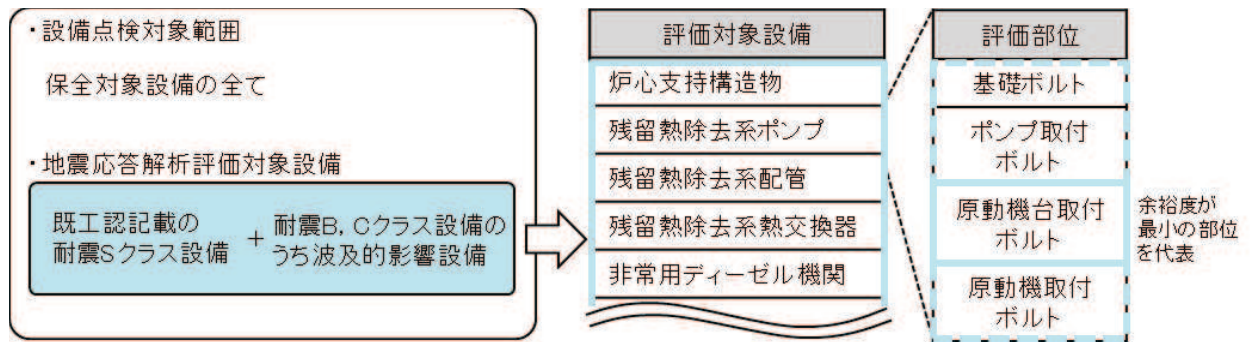 ・設備点検対象範囲
保全対象設備の全て
・地震応答解析評価対象設備
既工認記載の
耐震Sクラス設備
+
耐震B，Cクラス設備の
うち波及的影響設備
評価対象設備
炉心支持構造物
残留熱除去系ポンプ
残留熱除去系配管
残留熱除去系熱交換器
非常用ディーゼル機関
評価部位
基礎ボルト
ポンプ取付
ボルト
原動機台取付
ボルト
原動機取付
ボルト
余裕度が
最小の部位
を代表